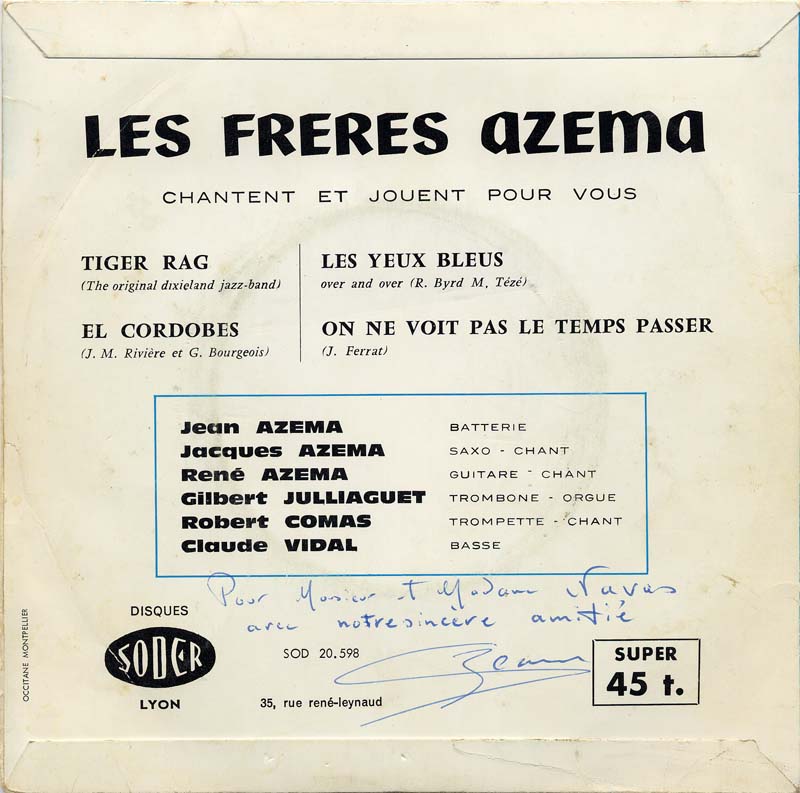 LES FRERES AZEMA
CHANTENT ET JOUENT POUR VOUS
TIGER RAG
(The original dixieland jazz-band)
EL CORDOBES
(J. M. Rivière et G. Bourgeois)
LES YEUX BLEUS
over and over (R. Byrd M, Tézé)
ON NE VOIT PAS LE TEMPS PASSER
(J. Ferrat)
Jean AZEMA BATTERIE
Jacques AZEMA SAXO - CHANT
René AZEMA GUITARE - CHANT
Gilbert JULLIAGUET TROMBONE - ORGUE
Robert COMAS TROMPETTE - CHANT
Claude VIDAL BASSE
Pour Monsieur et Madame Navas
avec notre sincère amitié
DISQUES
SODER
LYON
SOD 20.598
35, rue rené-leynaud
SUPER
45 t.
OCCITANE MONTPELLIER